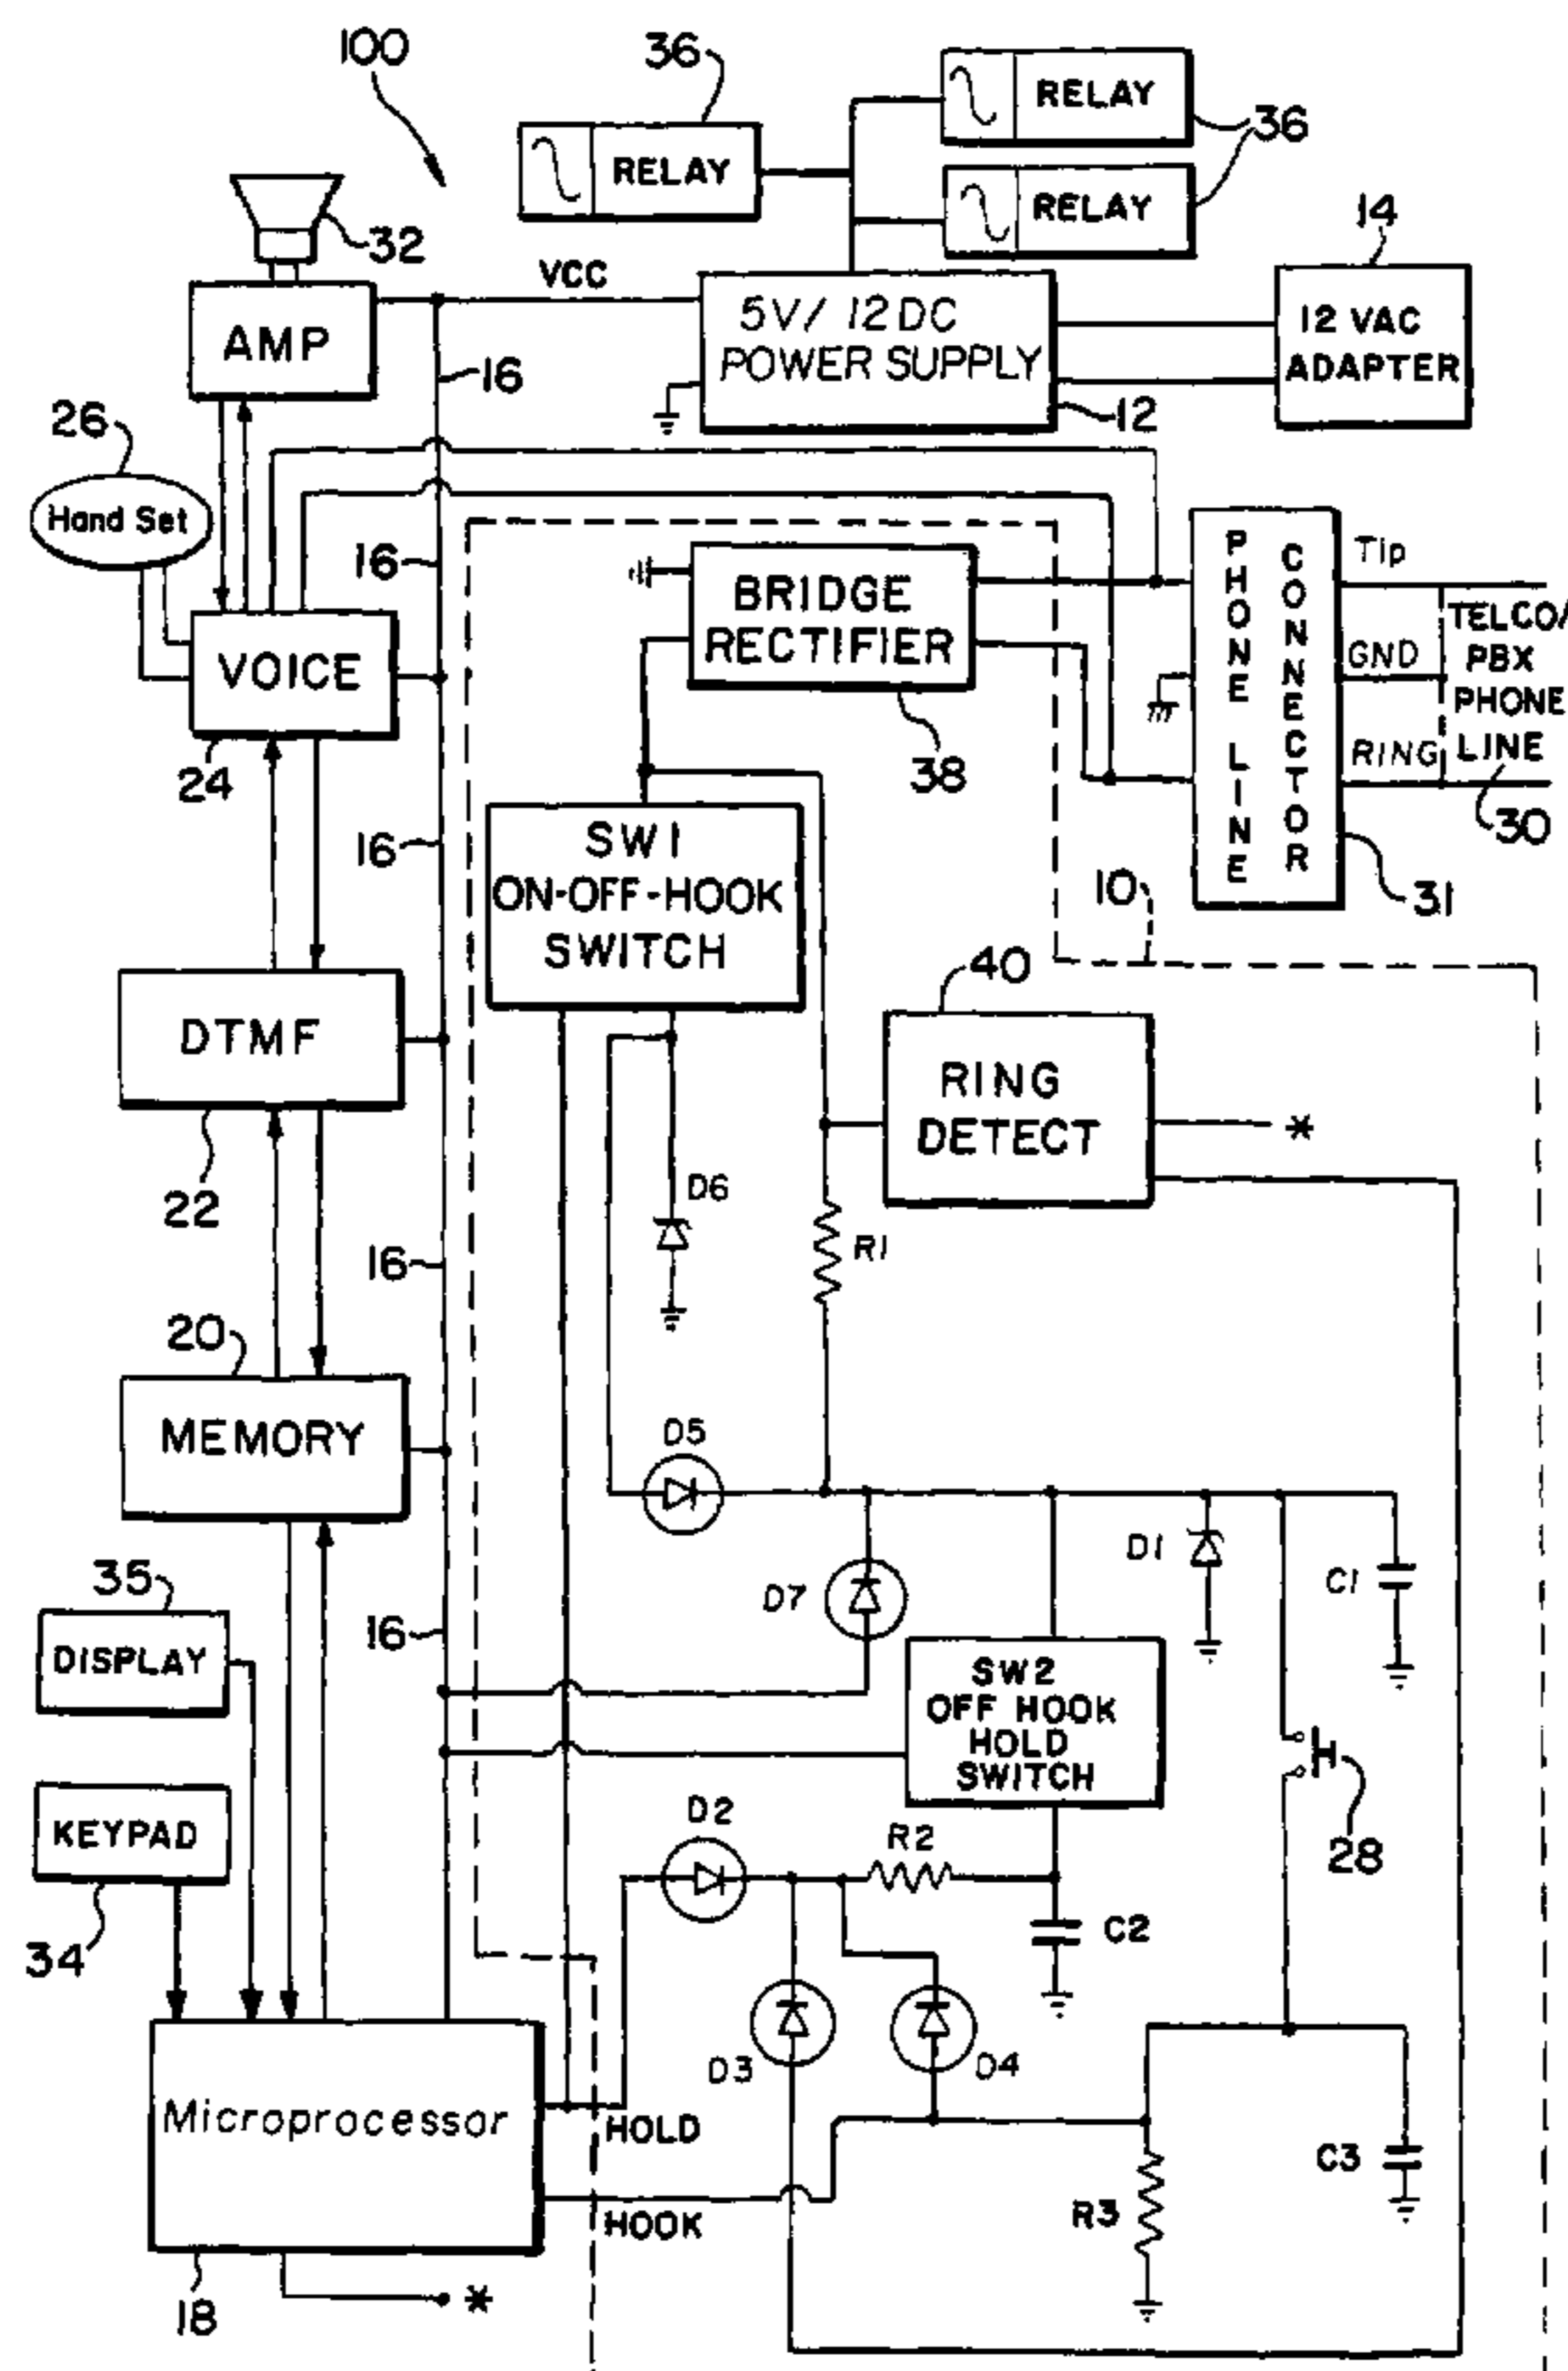 100
36
RELAY
RELAY
RELAY
36
14
32
VCC
AMP
5V/ 12 DC
POWER SUPPLY
12 VAC
ADAPTER
16
12
26
Hand Set
16
BRIDGE
RECTIFIER
PHONE LINE
CONNECTOR
Tip
GND
RING
TELCO/
PBX
PHONE
LINE
30
VOICE
24
38
16
SW1
ON-OFF-HOOK
SWITCH
10
31
40
DTMF
RING
DETECT
*
22
D6
R1
16
20
MEMORY
D5
D7
D1
C1
35
DISPLAY
16
SW2
OFF HOOK
HOLD
SWITCH
28
KEYPAD
34
D2
R2
C2
D3
D4
Microprocessor
HOLD
HOOK
R3
C3
18
*